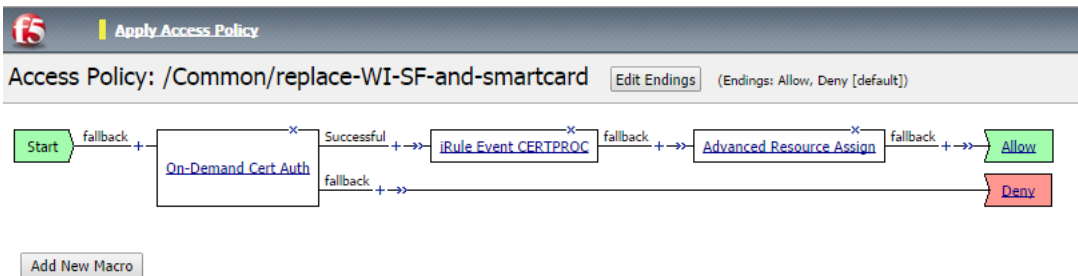 f5 Apply Access Policy
Access Policy: /Common/replace-WI-SF-and-smartcard Edit Endings (Endings: Allow, Deny [default])
Start fallback + On-Demand Cert Auth × Successful + iRule Event CERTPROC × fallback + Advanced Resource Assign × fallback + Allow
fallback + Deny
Add New Macro